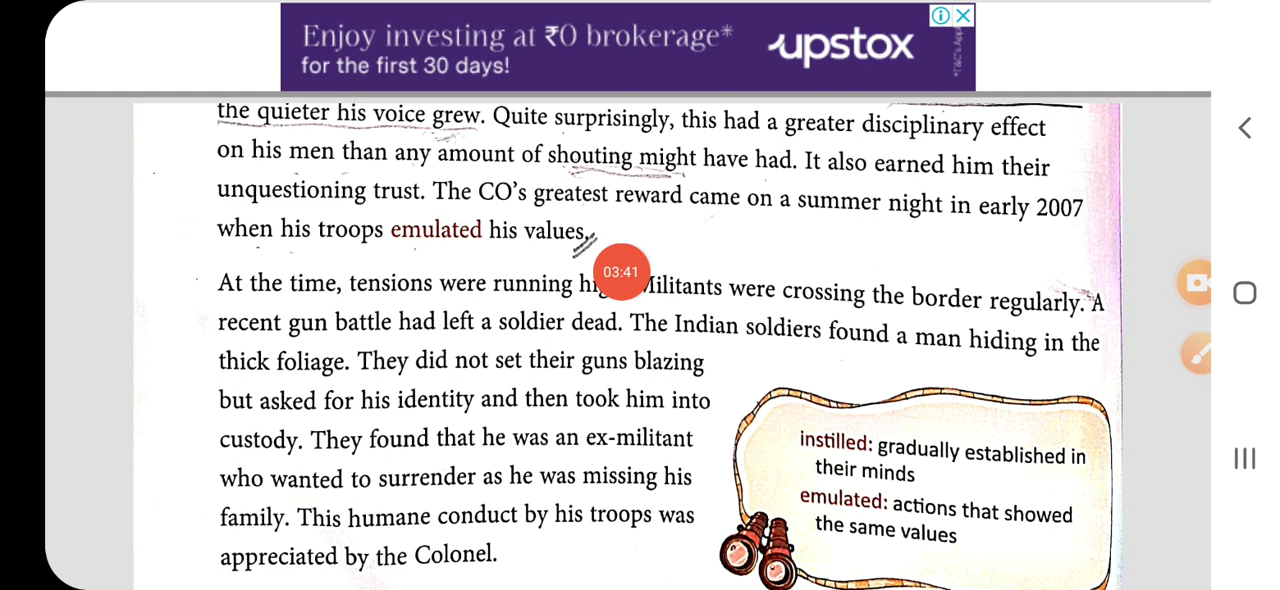 Enjoy investing at ₹0 brokerage*
for the first 30 days!
upstox
the quieter his voice grew. Quite surprisingly, this had a greater disciplinary effect
on his men than any amount of shouting might have had. It also earned him their
unquestioning trust. The CO's greatest reward came on a summer night in early 2007
when his troops emulated his values.
03:41
At the time, tensions were running Militants were crossing the border regularly. A
recent gun battle had left a soldier dead. The Indian soldiers found a man hiding in the
thick foliage. They did not set their guns blazing
but asked for his identity and then took him into
custody. They found that he was an ex-militant
who wanted to surrender as he was missing his
family. This humane conduct by his troops was
appreciated by the Colonel.
instilled: gradually established in
their minds
emulated: actions that showed
the same values